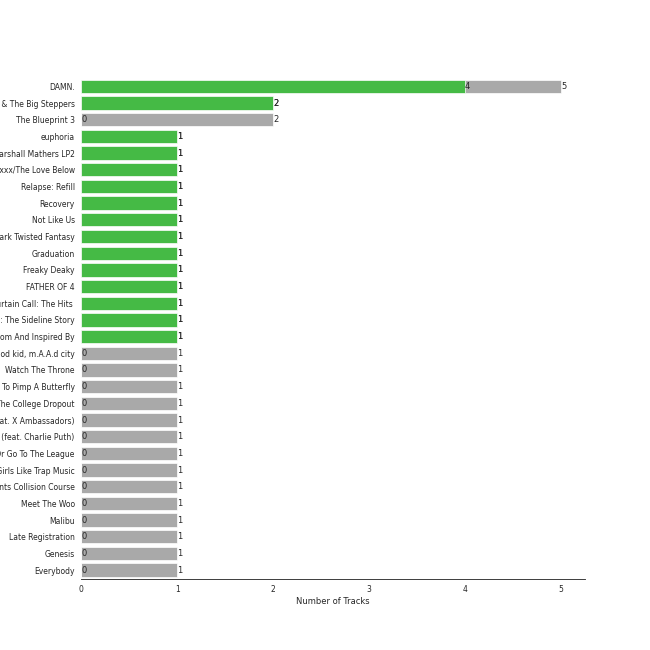 DAMN. 4 5
& The Big Steppers 2
The Blueprint 3 0 2
euphoria 1
arshall Mathers LP2 1
xxx/The Love Below 1
Relapse: Refill 1
Recovery 1
Not Like Us 1
ark Twisted Fantasy 1
Graduation 1
Freaky Deaky 1
FATHER OF 4 1
rtain Call: The Hits 1
: The Sideline Story 1
om And Inspired By 1
od kid, m.A.A.d city 0 1
Watch The Throne 0 1
To Pimp A Butterfly 0 1
The College Dropout 0 1
at. X Ambassadors) 0 1
(feat. Charlie Puth) 0 1
Or Go To The League 0 1
Girls Like Trap Music 0 1
nts Collision Course 0 1
Meet The Woo 0 1
Malibu 0 1
Late Registration 0 1
Genesis 0 1
Everybody 0 1
0 1 2 3 4 5
Number of Tracks